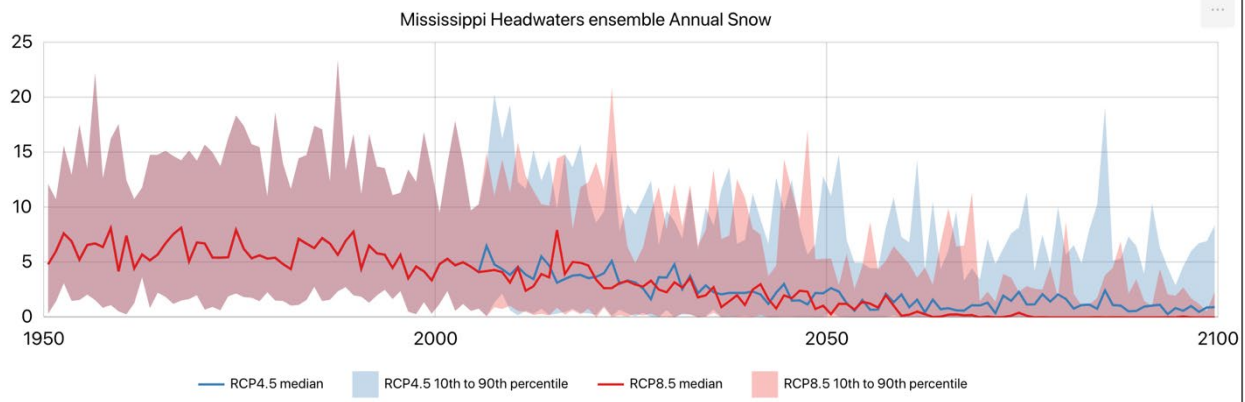 Mississippi Headwaters ensemble Annual Snow
...
25
20
15
10
5
0
1950 2000 2050 2100
RCP4.5 median RCP4.5 10th to 90th percentile RCP8.5 median RCP8.5 10th to 90th percentile